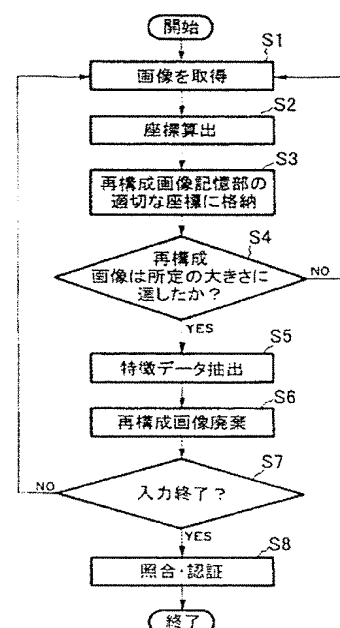 開始
S1
画像を取得
S2
座標算出
S3
再構成画像記憶部の
適切な座標に格納
S4
再構成
画像は所定の大きさに
達したか?
NO
YES
S5
特徴データ抽出
S6
再構成画像廃棄
S7
NO
入力終了?
YES
S8
照合・認証
終了